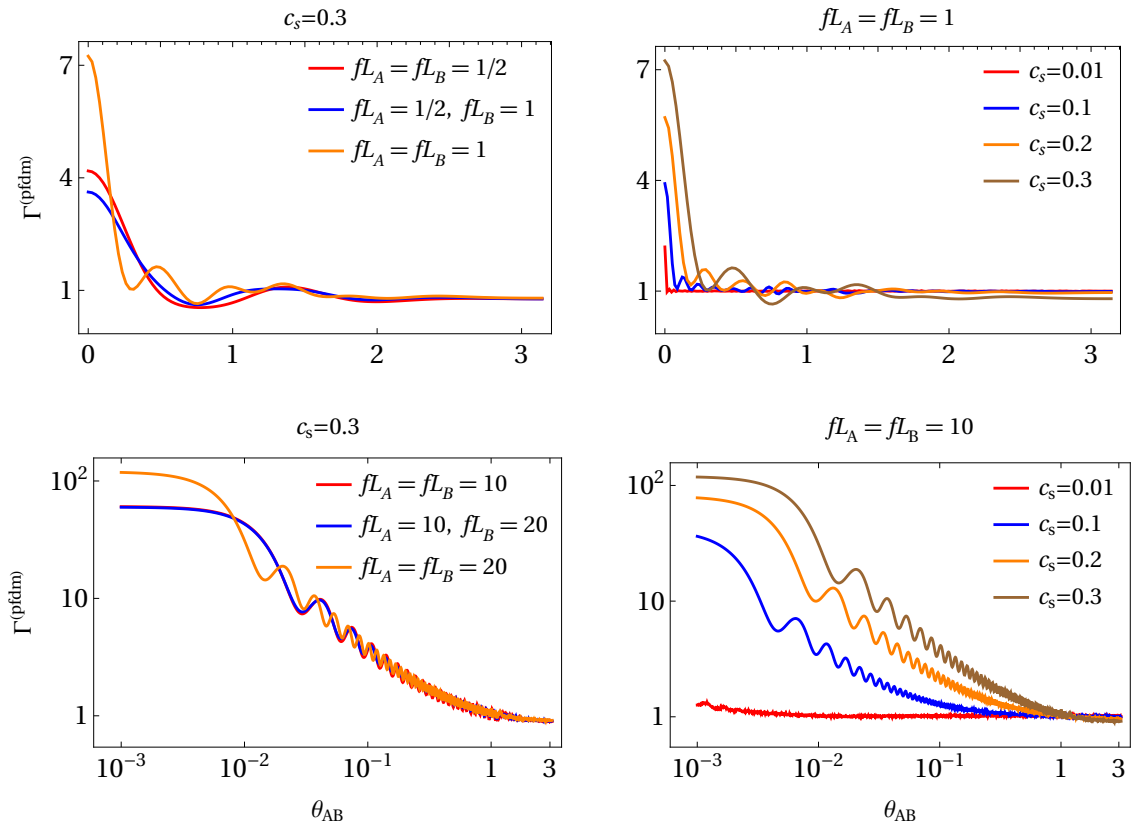 c_s=0.3
Γ^(pfdm)
7
4
1
fL_A = fL_B = 1/2
fL_A = 1/2, fL_B = 1
fL_A = fL_B = 1
0 1 2 3
fL_A = fL_B = 1
7
4
1
c_s=0.01
c_s=0.1
c_s=0.2
c_s=0.3
0 1 2 3
c_s=0.3
Γ^(pfdm)
10^2
10
1
fL_A = fL_B = 10
fL_A = 10, fL_B = 20
fL_A = fL_B = 20
10^-3 10^-2 10^-1 1 3
θ_AB
fL_A = fL_B = 10
10^2
10
1
c_s=0.01
c_s=0.1
c_s=0.2
c_s=0.3
10^-3 10^-2 10^-1 1 3
θ_AB